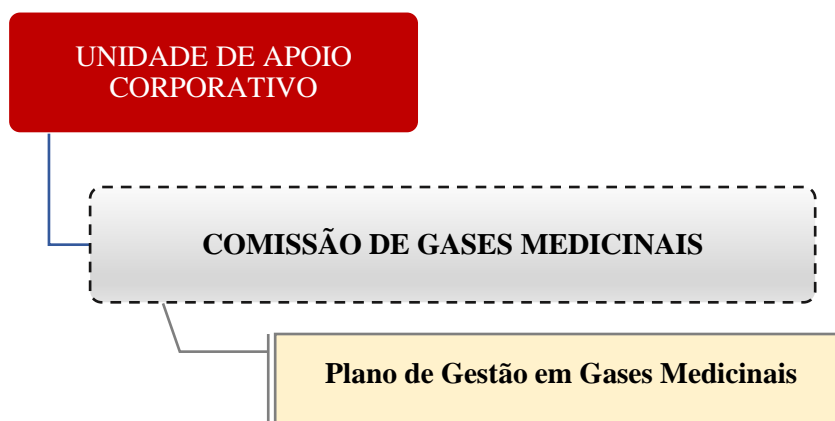 UNIDADE DE APOIO
CORPORATIVO
COMISSÃO DE GASES MEDICINAIS
Plano de Gestão em Gases Medicinais